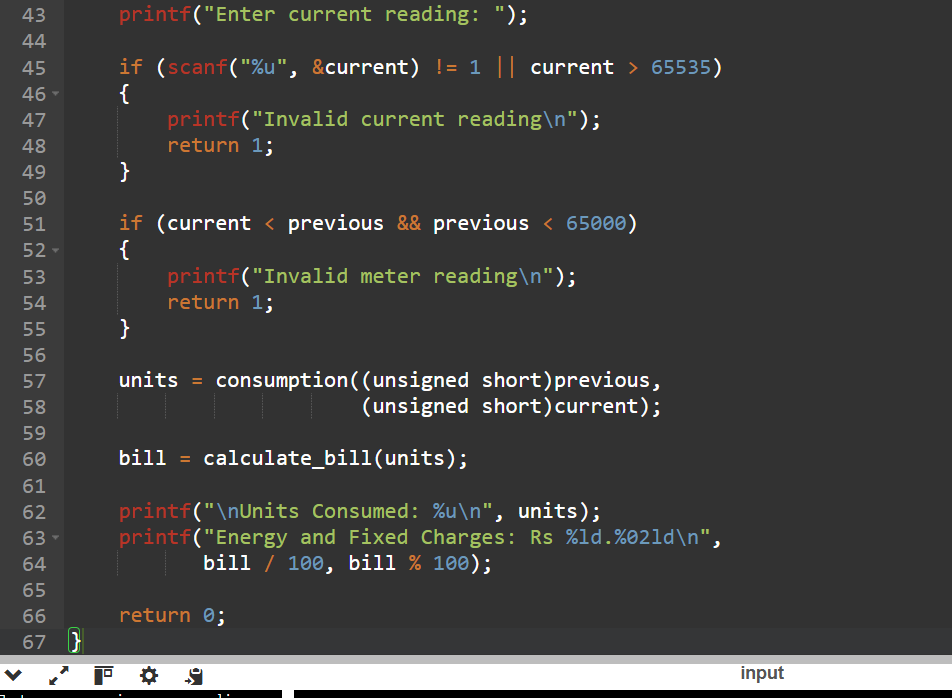 43 printf("Enter current reading: ");
44
45 if (scanf("%u", &current) != 1 || current > 65535)
46 {
47 printf("Invalid current reading\n");
48 return 1;
49 }
50
51 if (current < previous && previous < 65000)
52 {
53 printf("Invalid meter reading\n");
54 return 1;
55 }
56
57 units = consumption((unsigned short)previous,
58 (unsigned short)current);
59
60 bill = calculate_bill(units);
61
62 printf("\nUnits Consumed: %u\n", units);
63 printf("Energy and Fixed Charges: Rs %ld.%02ld\n",
64 bill / 100, bill % 100);
65
66 return 0;
67 }
input